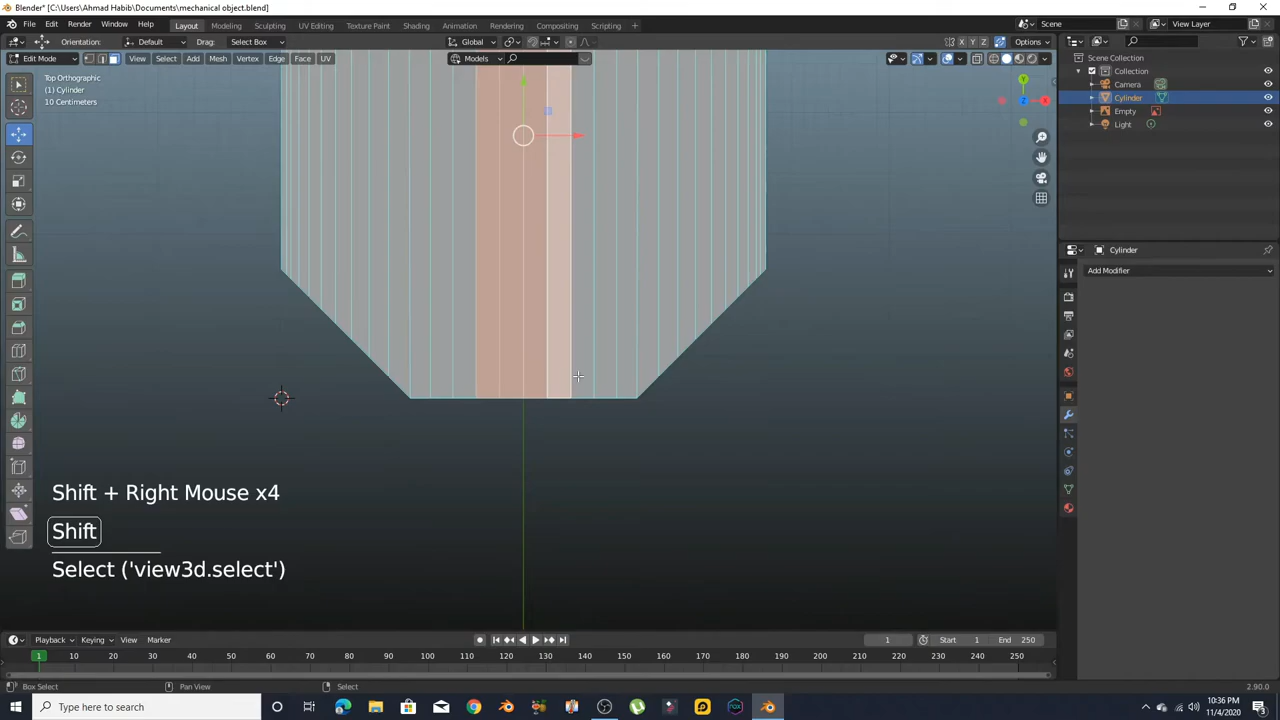 Blender* [C:\Users\Ahmad Habib\Documents\mechanical object.blend]
File Edit Render Window Help Layout Modeling Sculpting UV Editing Texture Paint Shading Animation Rendering Compositing Scripting + Scene View Layer
Orientation: Default Drag: Select Box Global X Y Z Options
Edit Mode View Select Add Mesh Vertex Edge Face UV Models
Top Orthographic
(1) Cylinder
10 Centimeters
Scene Collection
Collection
Camera
Cylinder
Empty
Light
Cylinder
Add Modifier
Shift + Right Mouse x4
Shift
Select ('view3d.select')
Playback Keying View Marker 1 Start 1 End 250
1 10 20 30 40 50 60 70 80 90 100 110 120 130 140 150 160 170 180 190 200 210 220 230 240 250
Box Select Pan View Select 2.90.0
Type here to search
10:36 PM
11/4/2020